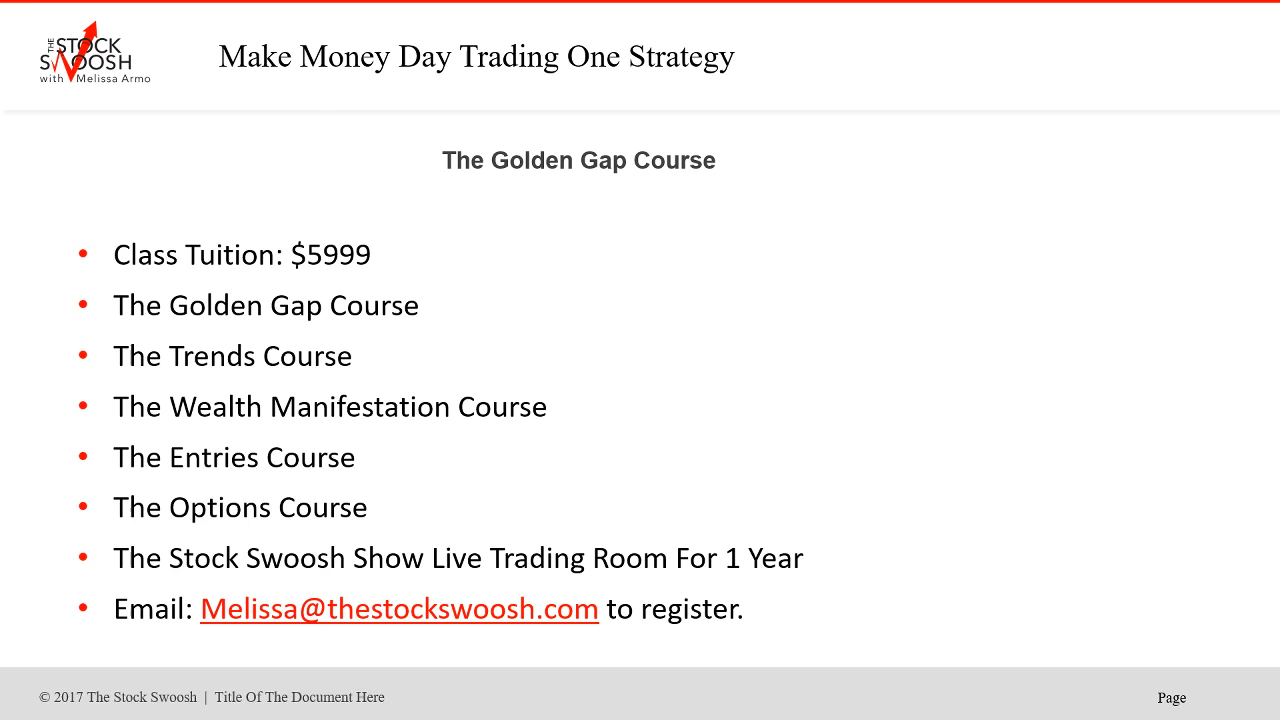 THE
STOCK
SWOOSH
with Melissa Armo
Make Money Day Trading One Strategy
The Golden Gap Course
• Class Tuition: $5999
• The Golden Gap Course
• The Trends Course
• The Wealth Manifestation Course
• The Entries Course
• The Options Course
• The Stock Swoosh Show Live Trading Room For 1 Year
• Email: Melissa@thestockswoosh.com to register.
© 2017 The Stock Swoosh | Title Of The Document Here
Page